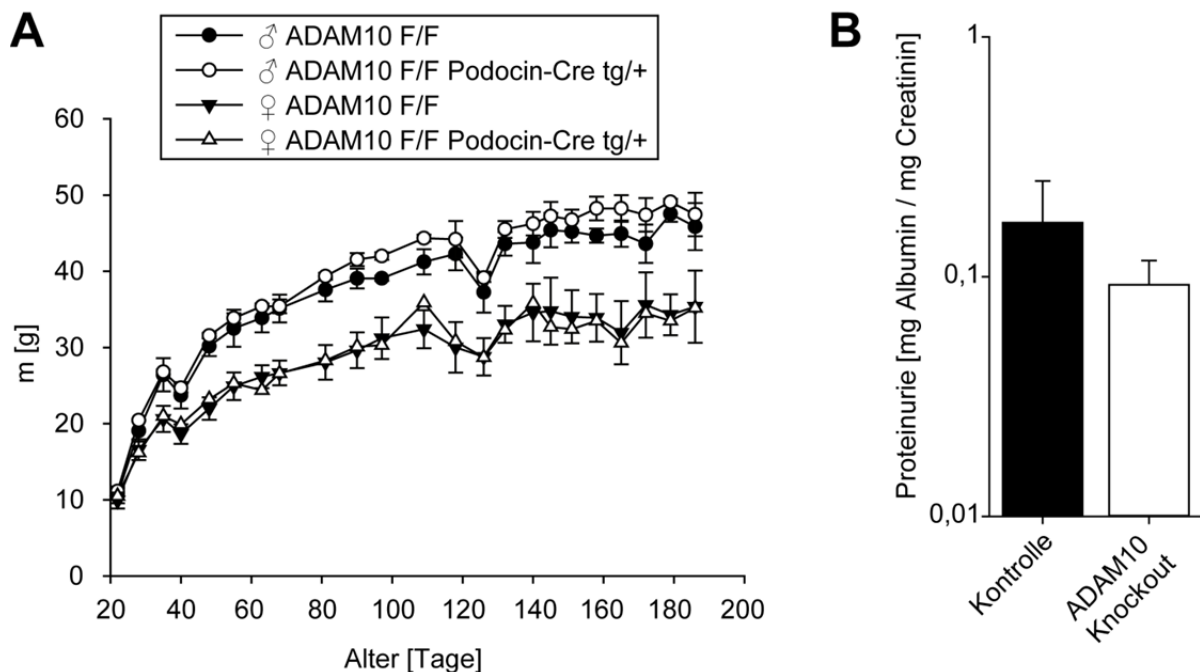 A
♂ ADAM10 F/F
♂ ADAM10 F/F Podocin-Cre tg/+
♀ ADAM10 F/F
♀ ADAM10 F/F Podocin-Cre tg/+
60
50
40
30
20
10
0
m [g]
20 40 60 80 100 120 140 160 180 200
Alter [Tage]
B
Proteinurie [mg Albumin / mg Creatinin]
1
0,1
0,01
Kontrolle
ADAM10
Knockout